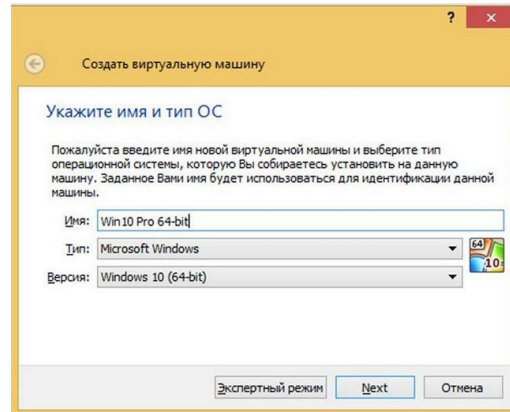 ?
Создать виртуальную машину
Укажите имя и тип ОС
Пожалуйста введите имя новой виртуальной машины и выберите тип
операционной системы, которую Вы собираетесь установить на данную
машину. Заданное Вами имя будет использоваться для идентификации данной
машины.
Имя: Win10 Pro 64-bit
Тип: Microsoft Windows
64
10
Версия: Windows 10 (64-bit)
Экспертный режим Next Отмена